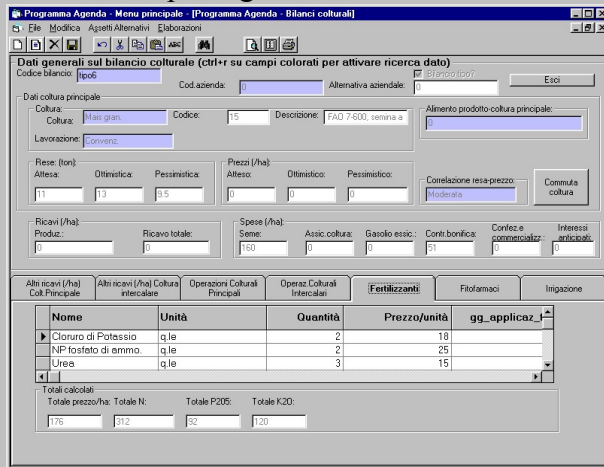 Programma Agenda - Menu principale - [Programma Agenda - Bilanci colturali]
File Modifica Assetti Alternativi Elaborazioni
Dati generali sul bilancio colturale (ctrl+r su campi colorati per attivare ricerca dato)
Codice bilancio: tipo6 Cod.azienda: 0 Alternativa aziendale: 0 Bilancio tipo? Esci
Dati coltura principale
Coltura: Alimento prodotto-coltura principale:
Coltura: Mais gran. Codice: 15 Descrizione: FAO 7-600, semina a 0
Lavorazione: Convenz.
Rese: (ton) Prezzi (/ha):
Attesa: Ottimistica: Pessimistica: Atteso: Ottimistico: Pessimistico: Correlazione resa-prezzo: Commuta coltura
11 13 9.5 0 0 0 Moderata
Ricavi (/ha): Spese (/ha):
Produz.: Ricavo totale: Seme: Assic.coltura: Gasolio essic.: Contr.bonifica: Confez.e commercializz.: Interessi anticipati:
0 0 160 0 0 51 0 0
Altri ricavi (/ha) Colt.Principale Altri ricavi (/ha) Coltura intercalare Operazioni Colturali Principali Operaz.Colturali Intercalari Fertilizzanti Fitofarmaci Irrigazione
Nome Unità Quantità Prezzo/unità gg_applicaz_
Cloruro di Potassio q.le 2 18
NP fosfato di ammo. q.le 2 25
Urea q.le 3 15
Totali calcolati
Totale prezzo/ha: Totale N: Totale P205: Totale K2O:
176 312 92 120